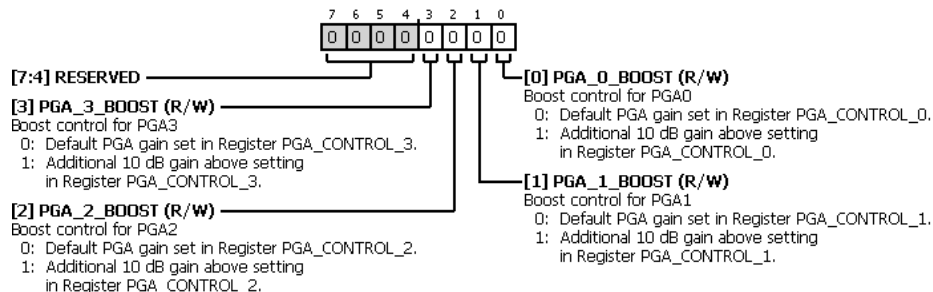 7 6 5 4 3 2 1 0
0 0 0 0 0 0 0 0
[7:4] RESERVED
[3] PGA_3_BOOST (R/W)
Boost control for PGA3
0: Default PGA gain set in Register PGA_CONTROL_3.
1: Additional 10 dB gain above setting
in Register PGA_CONTROL_3.
[2] PGA_2_BOOST (R/W)
Boost control for PGA2
0: Default PGA gain set in Register PGA_CONTROL_2.
1: Additional 10 dB gain above setting
in Register PGA_CONTROL_2.
[0] PGA_0_BOOST (R/W)
Boost control for PGA0
0: Default PGA gain set in Register PGA_CONTROL_0.
1: Additional 10 dB gain above setting
in Register PGA_CONTROL_0.
[1] PGA_1_BOOST (R/W)
Boost control for PGA1
0: Default PGA gain set in Register PGA_CONTROL_1.
1: Additional 10 dB gain above setting
in Register PGA_CONTROL_1.